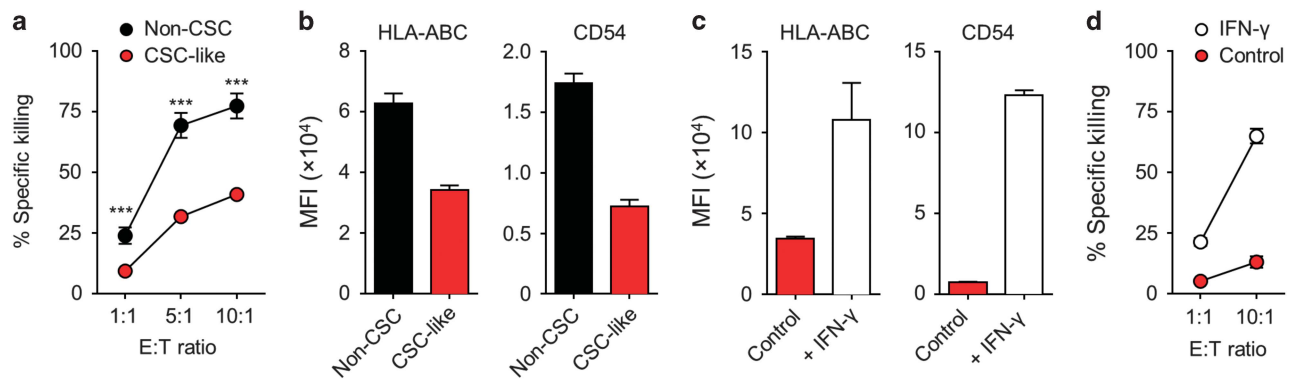 a
Non-CSC
CSC-like
% Specific killing
100
75
50
25
0
***
***
***
1:1 5:1 10:1
E:T ratio
b
HLA-ABC
MFI (×10⁴)
8
6
4
2
0
Non-CSC
CSC-like
CD54
2.0
1.5
1.0
0.5
0
Non-CSC
CSC-like
c
HLA-ABC
MFI (×10⁴)
15
10
5
0
Control
+ IFN-γ
CD54
15
10
5
0
Control
+ IFN-γ
d
IFN-γ
Control
% Specific killing
100
75
50
25
0
1:1 10:1
E:T ratio